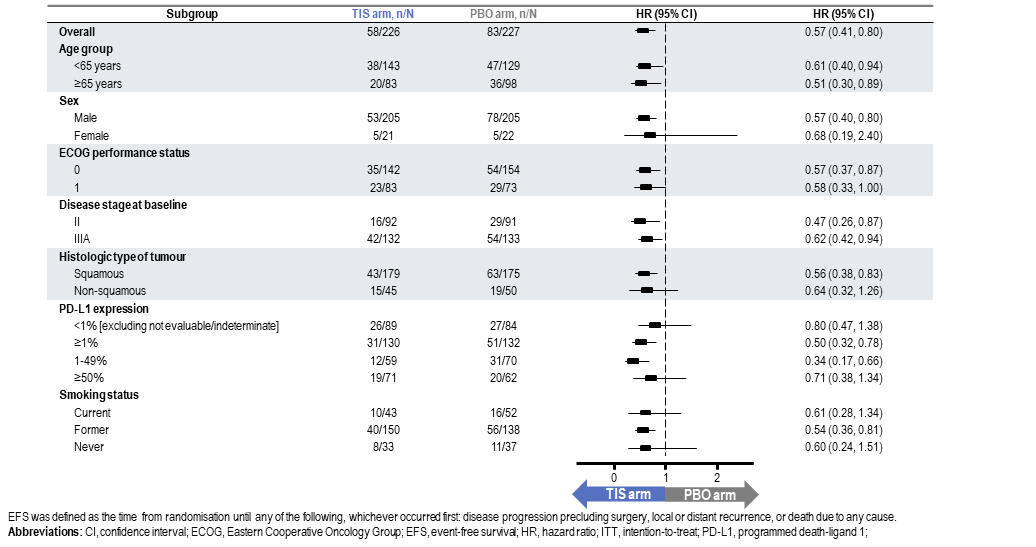 Subgroup TIS arm, n/N PBO arm, n/N HR (95% CI) HR (95% CI)
Overall 58/226 83/227 0.57 (0.41, 0.80)
Age group
<65 years 38/143 47/129 0.61 (0.40, 0.94)
≥65 years 20/83 36/98 0.51 (0.30, 0.89)
Sex
Male 53/205 78/205 0.57 (0.40, 0.80)
Female 5/21 5/22 0.68 (0.19, 2.40)
ECOG performance status
0 35/142 54/154 0.57 (0.37, 0.87)
1 23/83 29/73 0.58 (0.33, 1.00)
Disease stage at baseline
II 16/92 29/91 0.47 (0.26, 0.87)
IIIA 42/132 54/133 0.62 (0.42, 0.94)
Histologic type of tumour
Squamous 43/179 63/175 0.56 (0.38, 0.83)
Non-squamous 15/45 19/50 0.64 (0.32, 1.26)
PD-L1 expression
<1% [excluding not evaluable/indeterminate] 26/89 27/84 0.80 (0.47, 1.38)
≥1% 31/130 51/132 0.50 (0.32, 0.78)
1-49% 12/59 31/70 0.34 (0.17, 0.66)
≥50% 19/71 20/62 0.71 (0.38, 1.34)
Smoking status
Current 10/43 16/52 0.61 (0.28, 1.34)
Former 40/150 56/138 0.54 (0.36, 0.81)
Never 8/33 11/37 0.60 (0.24, 1.51)
0 1 2
TIS arm PBO arm
EFS was defined as the time from randomisation until any of the following, whichever occurred first: disease progression precluding surgery, local or distant recurrence, or death due to any cause.
Abbreviations: CI, confidence interval; ECOG, Eastern Cooperative Oncology Group; EFS, event-free survival; HR, hazard ratio; ITT, intention-to-treat; PD-L1, programmed death-ligand 1;